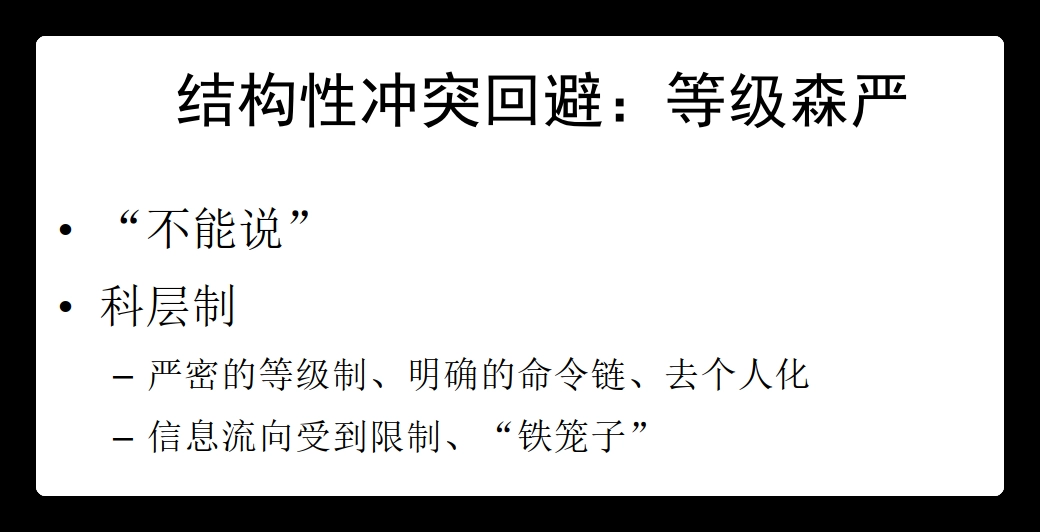 结构性冲突回避：等级森严
• “不能说”
• 科层制
– 严密的等级制、明确的命令链、去个人化
– 信息流向受到限制、“铁笼子”